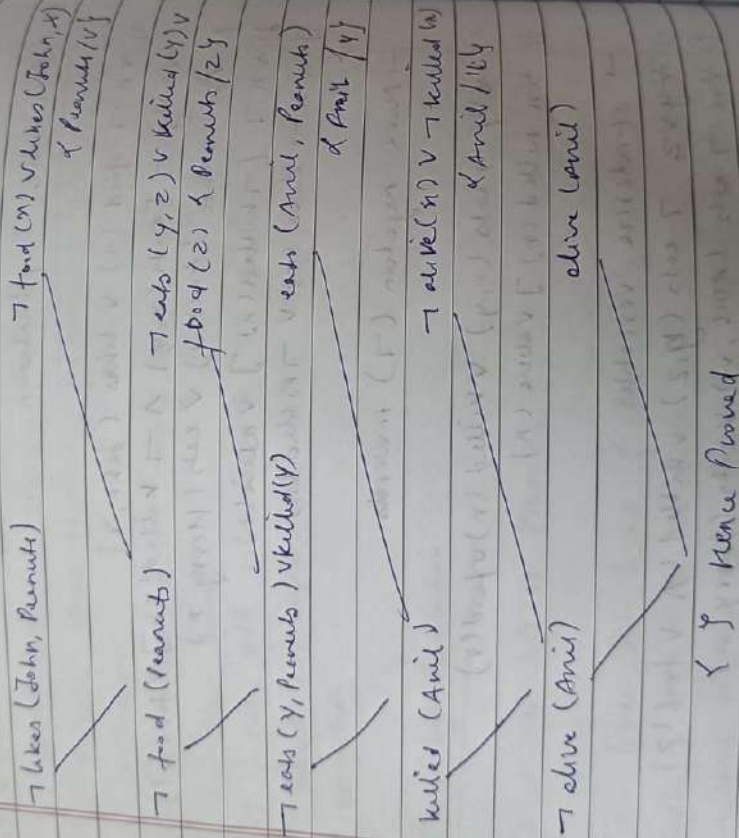 ¬ likes (John, Peanuts) ¬ food (x) ∨ likes (John, x)
{ Peanuts / x }
¬ food (Peanuts) ¬ eats (y, z) ∨ killed (y) ∨
food (z) { Peanuts / z }
¬ eats (y, Peanuts) ∨ killed (y) eats (Anil, Peanuts)
{ Anil / y }
killed (Anil) ¬ alive (x) ∨ ¬ killed (x)
{ Anil / x }
¬ alive (Anil) alive (Anil)
{ } Hence Proved.